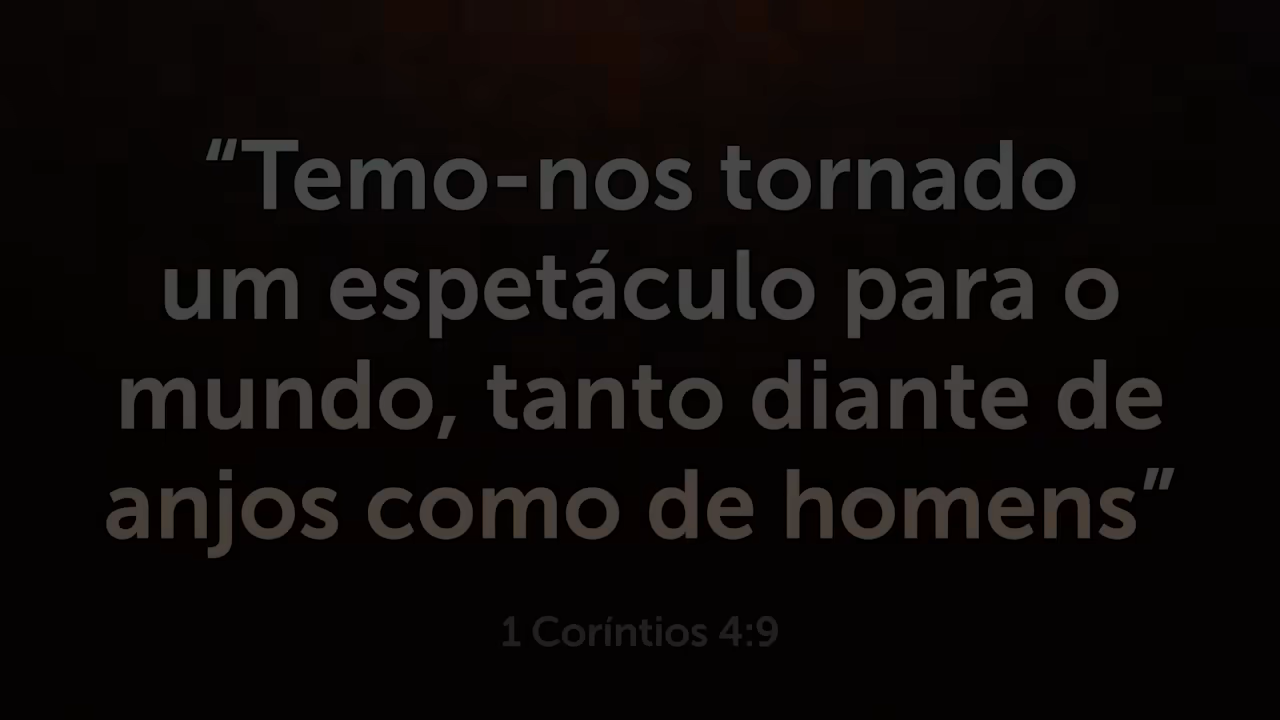 “Temo-nos tornado
um espetáculo para o
mundo, tanto diante de
anjos como de homens”
1 Coríntios 4:9